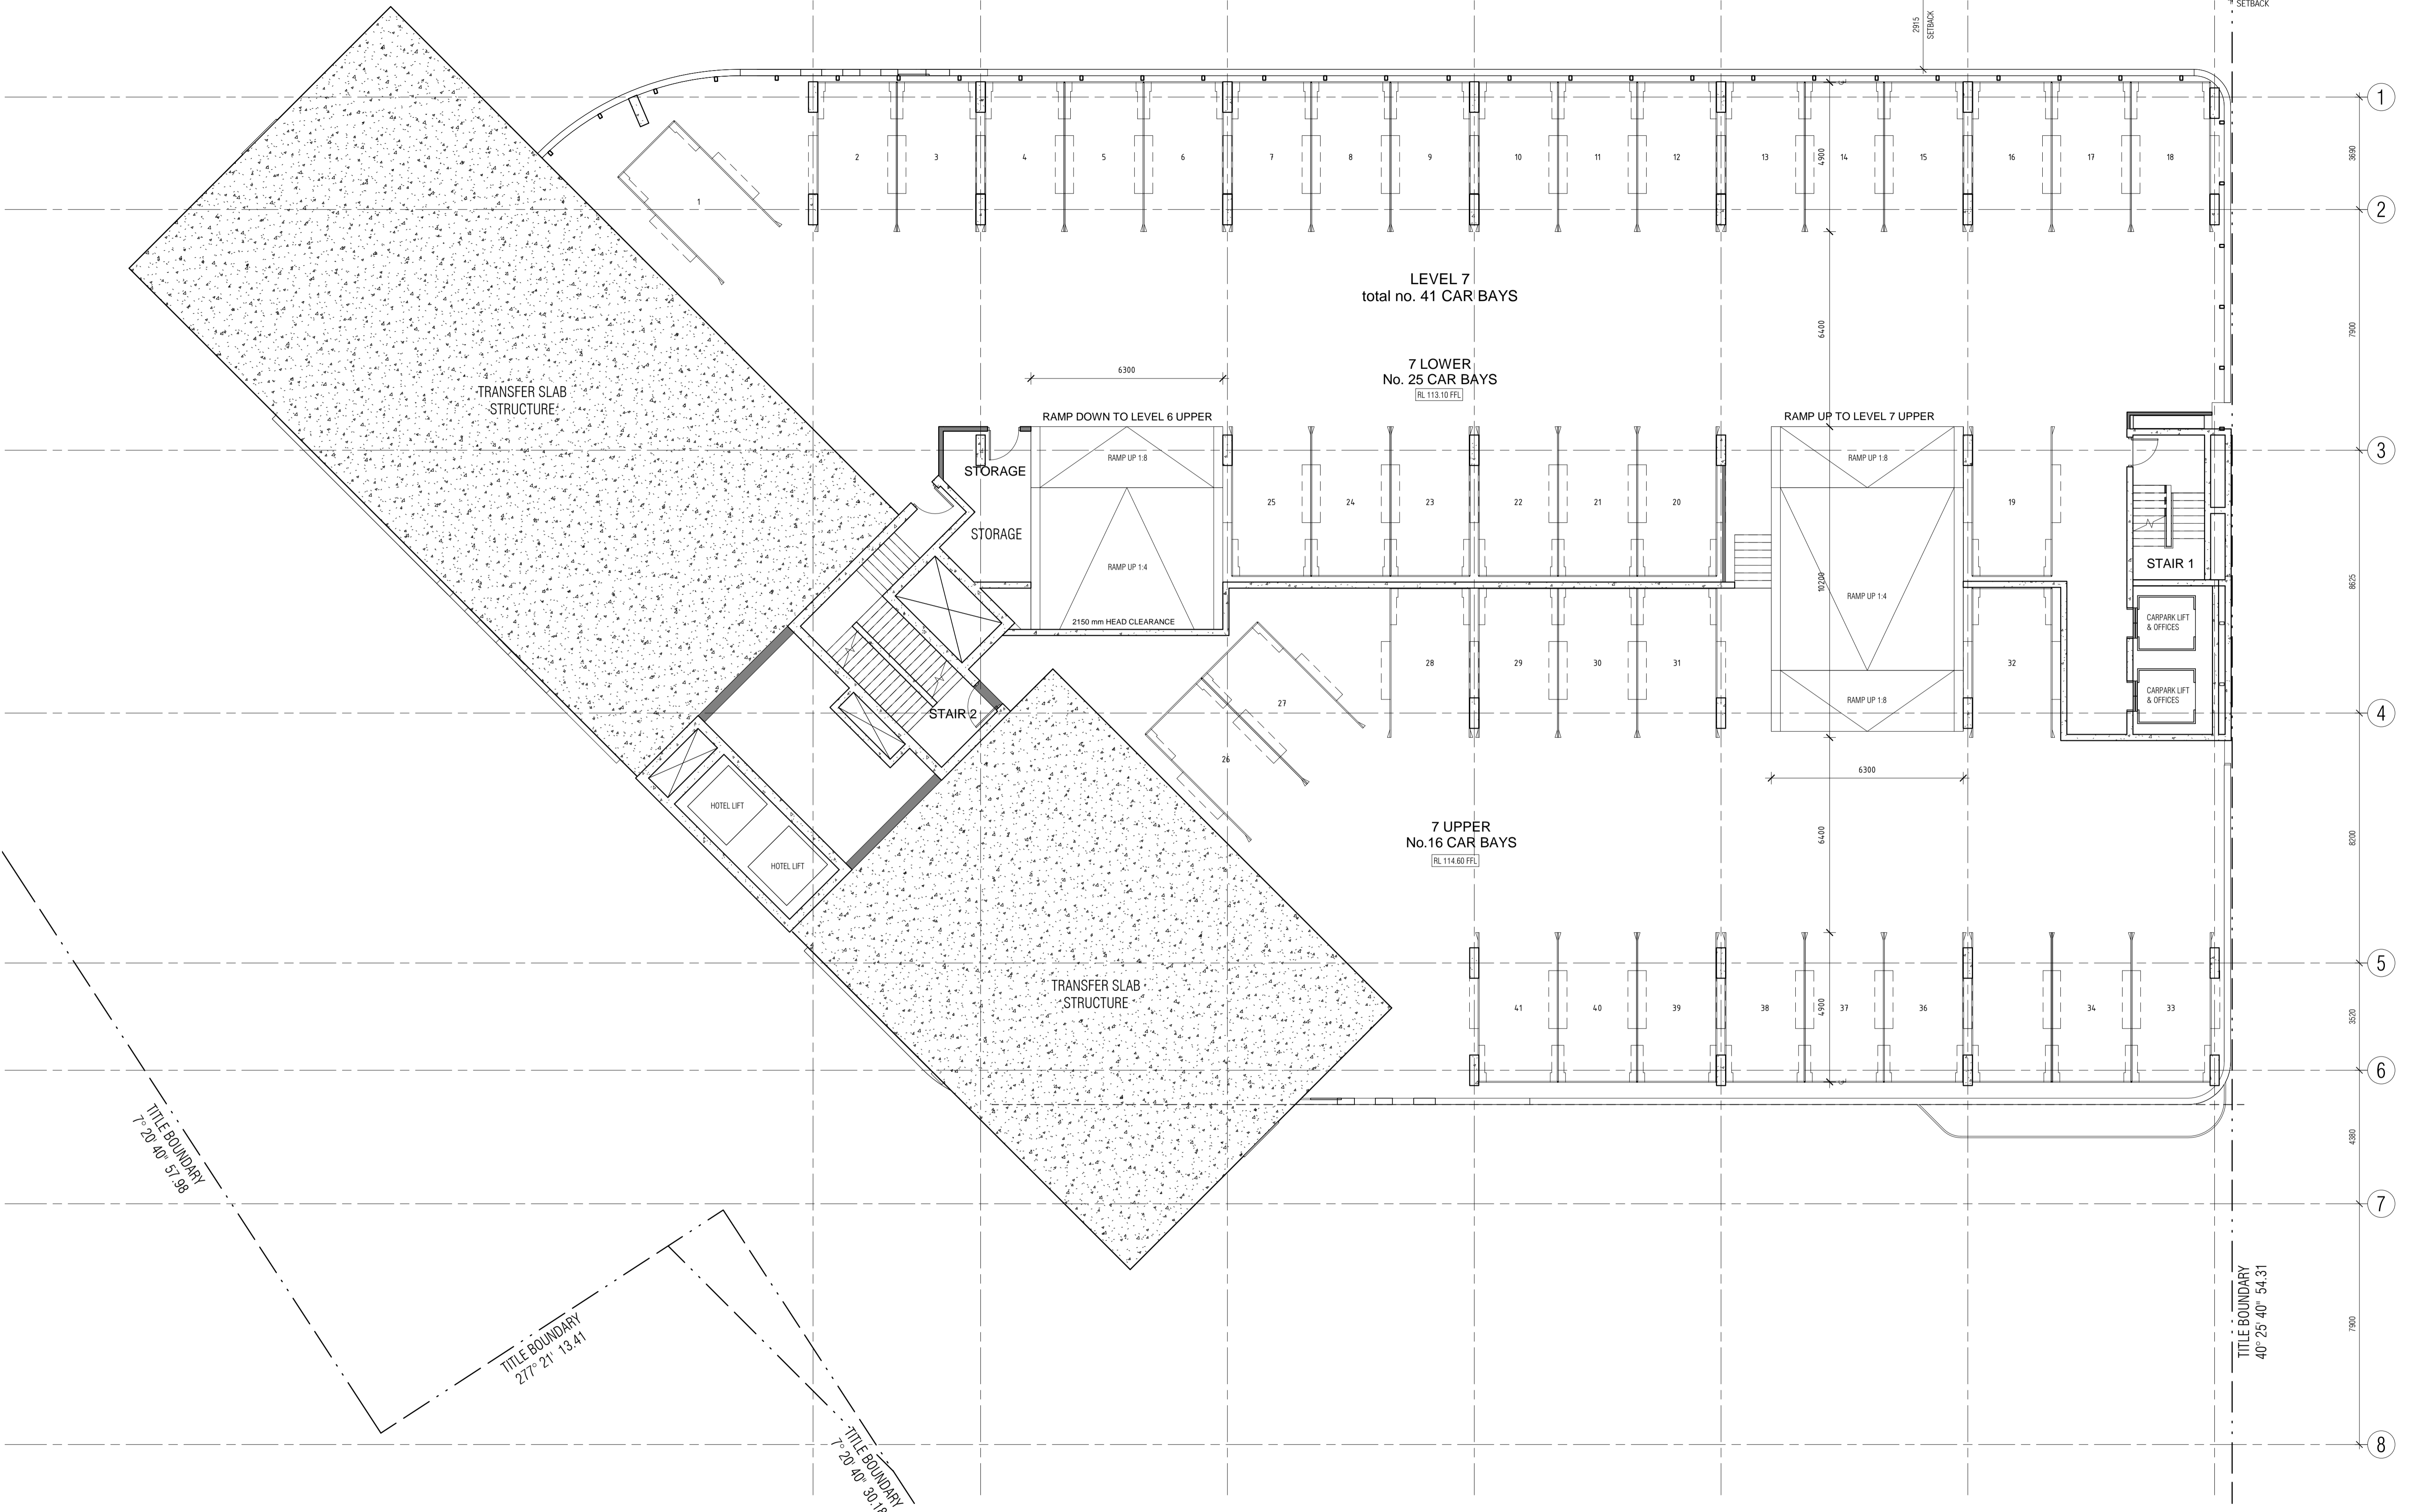 SETBACK
2915
SETBACK
1
2
3
4
5
6
7
8
9
10
11
12
13
14
15
16
17
18
4900
3690
1
2
LEVEL 7
total no. 41 CAR BAYS
6400
7900
7 LOWER
No. 25 CAR BAYS
RL 113.10 FFL
6300
TRANSFER SLAB
STRUCTURE
RAMP DOWN TO LEVEL 6 UPPER
RAMP UP TO LEVEL 7 UPPER
3
STORAGE
RAMP UP 1:8
RAMP UP 1:8
25
24
23
22
21
20
19
STORAGE
RAMP UP 1:4
STAIR 1
10200
RAMP UP 1:4
8625
2150 mm HEAD CLEARANCE
CARPARK LIFT
& OFFICES
28
29
30
31
32
CARPARK LIFT
& OFFICES
27
RAMP UP 1:8
STAIR 2
4
26
6300
HOTEL LIFT
HOTEL LIFT
7 UPPER
No.16 CAR BAYS
RL 114.60 FFL
6400
8200
5
TRANSFER SLAB
STRUCTURE
41
40
39
38
4900
37
36
34
33
3520
6
TITLE BOUNDARY
7° 20' 40" 57.98
4380
7
TITLE BOUNDARY
277° 21' 13.41
TITLE BOUNDARY
40° 25' 40" 54.31
7900
TITLE BOUNDARY
7° 20' 40" 30.18
8